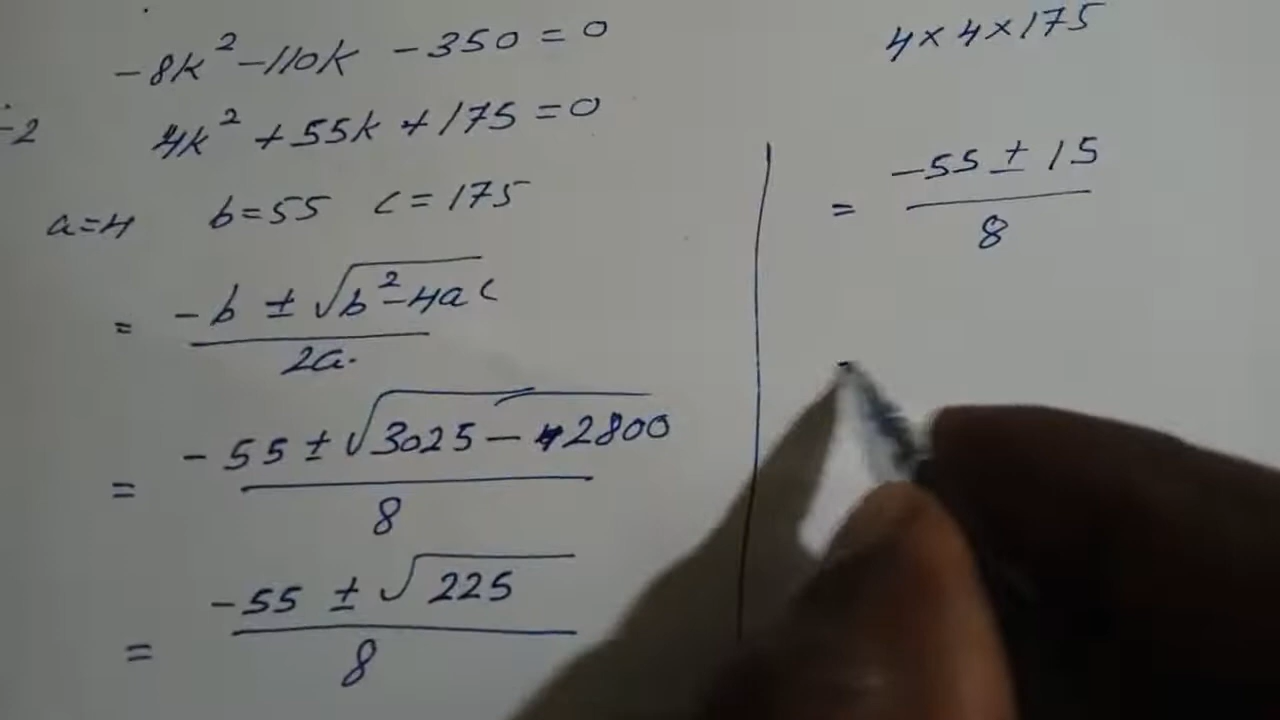 -8k² - 110k - 350 = 0
÷-2 4k² + 55k + 175 = 0
a=4 b=55 c=175
= -b ± √b²-4ac / 2a.
= -55 ± √3025 - 2800 / 8
= -55 ± √225 / 8
4×4×175
= -55 ± 15 / 8